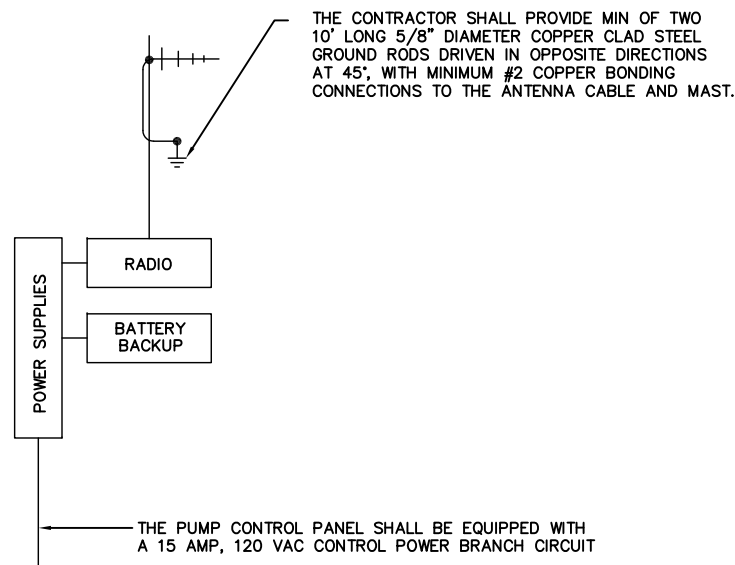 THE CONTRACTOR SHALL PROVIDE MIN OF TWO
10' LONG 5/8" DIAMETER COPPER CLAD STEEL
GROUND RODS DRIVEN IN OPPOSITE DIRECTIONS
AT 45°, WITH MINIMUM #2 COPPER BONDING
CONNECTIONS TO THE ANTENNA CABLE AND MAST.
RADIO
POWER SUPPLIES
BATTERY
BACKUP
THE PUMP CONTROL PANEL SHALL BE EQUIPPED WITH
A 15 AMP, 120 VAC CONTROL POWER BRANCH CIRCUIT